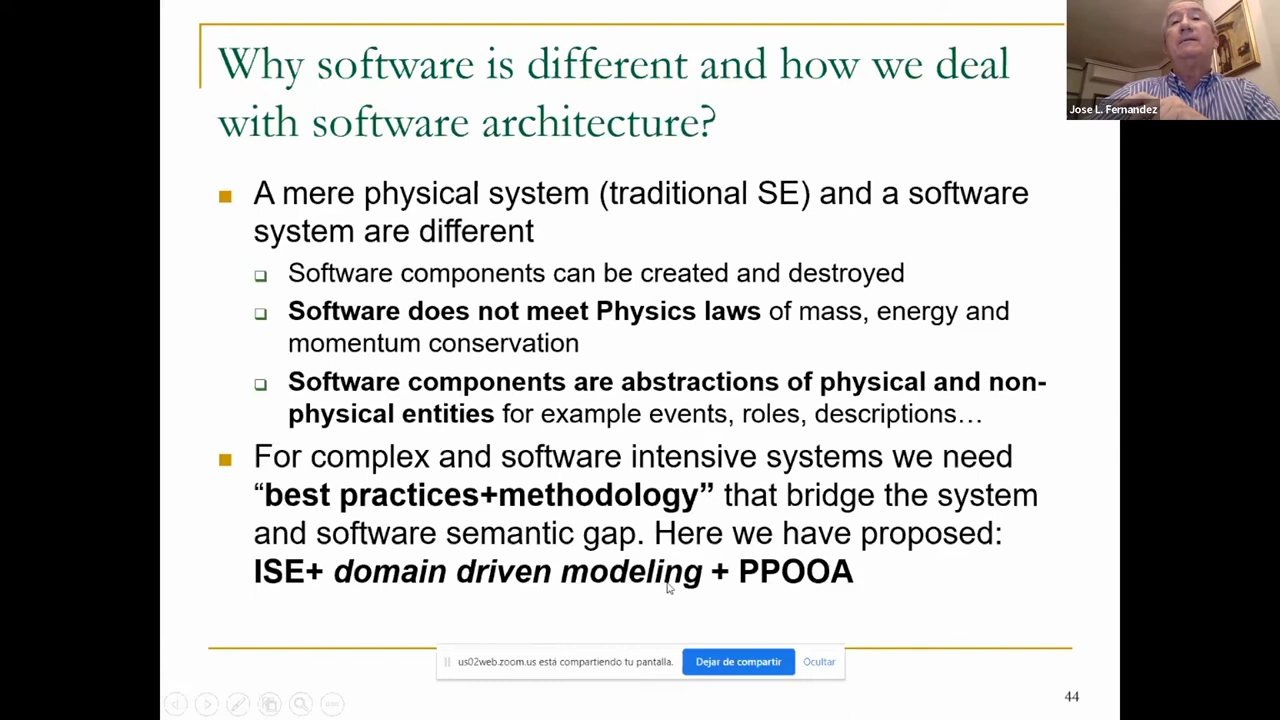 Why software is different and how we deal
with software architecture?
Jose L. Fernandez
A mere physical system (traditional SE) and a software
system are different
Software components can be created and destroyed
Software does not meet Physics laws of mass, energy and
momentum conservation
Software components are abstractions of physical and non-
physical entities for example events, roles, descriptions…
For complex and software intensive systems we need
“best practices+methodology” that bridge the system
and software semantic gap. Here we have proposed:
ISE+ domain driven modeling + PPOOA
us02web.zoom.us está compartiendo tu pantalla.
Dejar de compartir
Ocultar
44